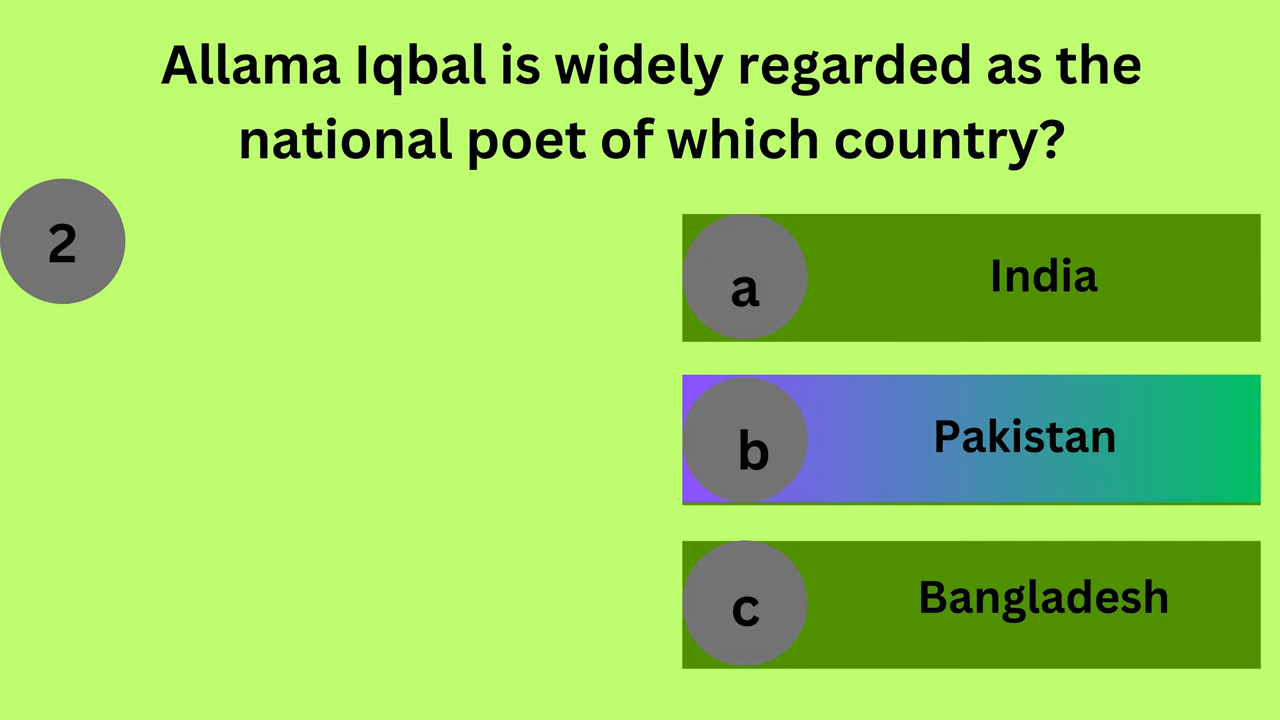 Allama Iqbal is widely regarded as the
national poet of which country?
2
a
India
b
Pakistan
c
Bangladesh